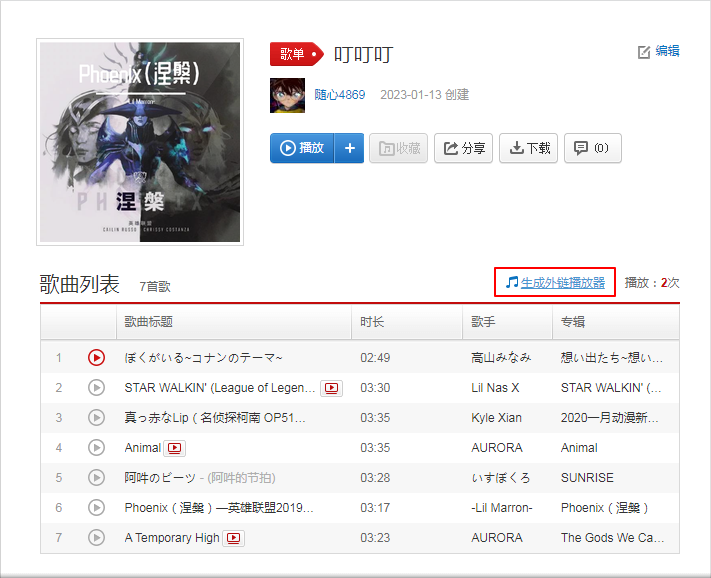 Phoenix（涅槃）
-Lil Marron-
涅 槃
PHOENIX
英雄联盟
CAILIN RUSSO / CHRISSY COSTANZA
歌单
叮叮叮
编辑
随心4869 2023-01-13 创建
播放 + 收藏 分享 下载 (0)
歌曲列表 7首歌 生成外链播放器 播放：2次
歌曲标题 时长 歌手 专辑
1 ぼくがいる~コナンのテーマ~ 02:49 高山みなみ 想い出たち~想い...
2 STAR WALKIN' (League of Legen... 03:30 Lil Nas X STAR WALKIN' (...
3 真っ赤なLip（名侦探柯南 OP51... 03:35 Kyle Xian 2020一月动漫新...
4 Animal 03:35 AURORA Animal
5 阿吽のビーツ - (阿吽的节拍) 03:28 いすぼくろ SUNRISE
6 Phoenix（涅槃）—英雄联盟2019... 03:17 -Lil Marron- Phoenix（涅槃）
7 A Temporary High 03:23 AURORA The Gods We Ca...